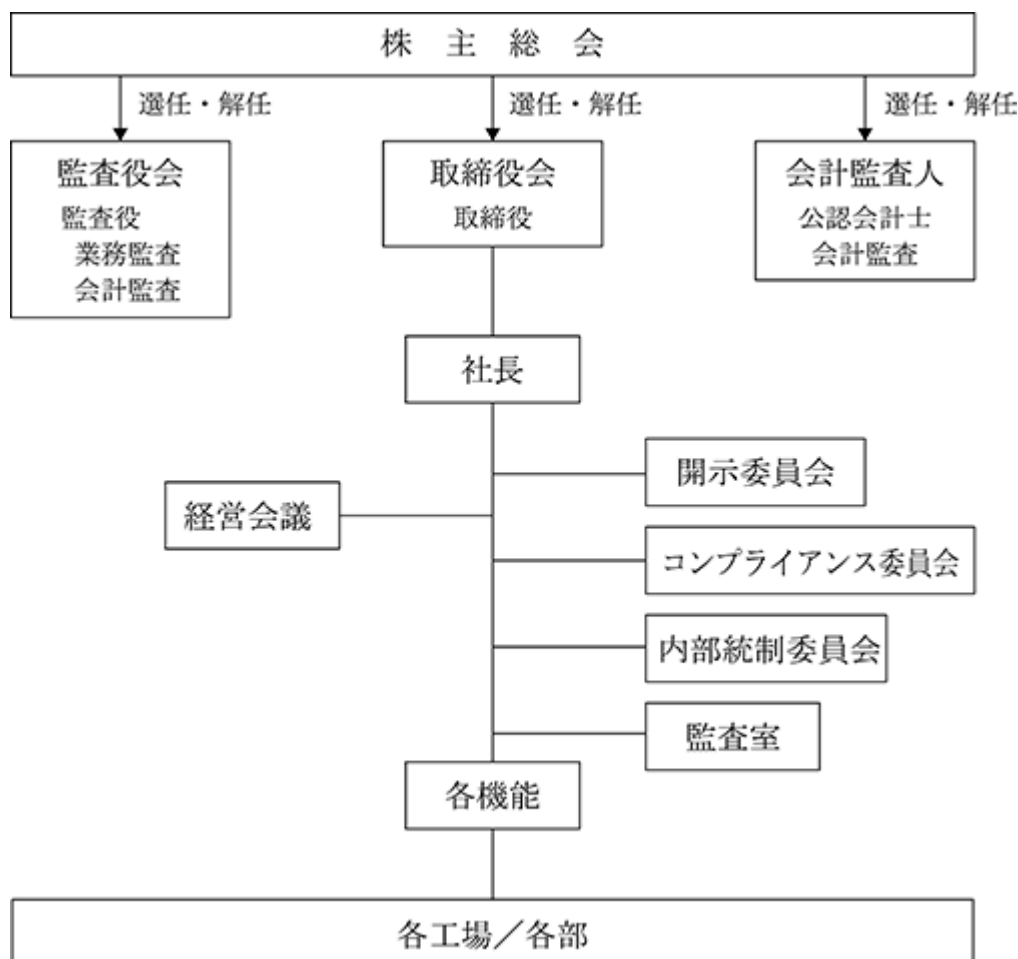 株主総会
選任・解任
選任・解任
選任・解任
監査役会
監査役
業務監査
会計監査
取締役会
取締役
会計監査人
公認会計士
会計監査
社長
開示委員会
経営会議
コンプライアンス委員会
内部統制委員会
監査室
各機能
各工場／各部